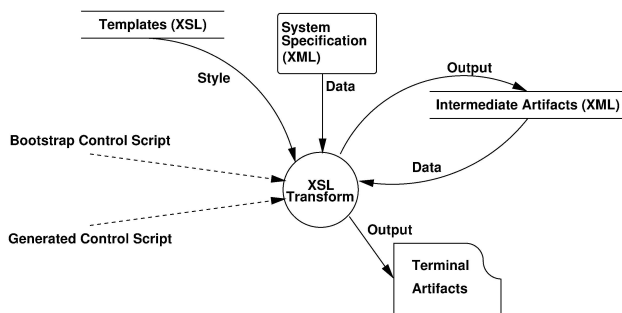 Templates (XSL)
System
Specification
(XML)
Style
Data
Output
Intermediate Artifacts (XML)
Bootstrap Control Script
Data
XSL
Transform
Generated Control Script
Output
Terminal
Artifacts